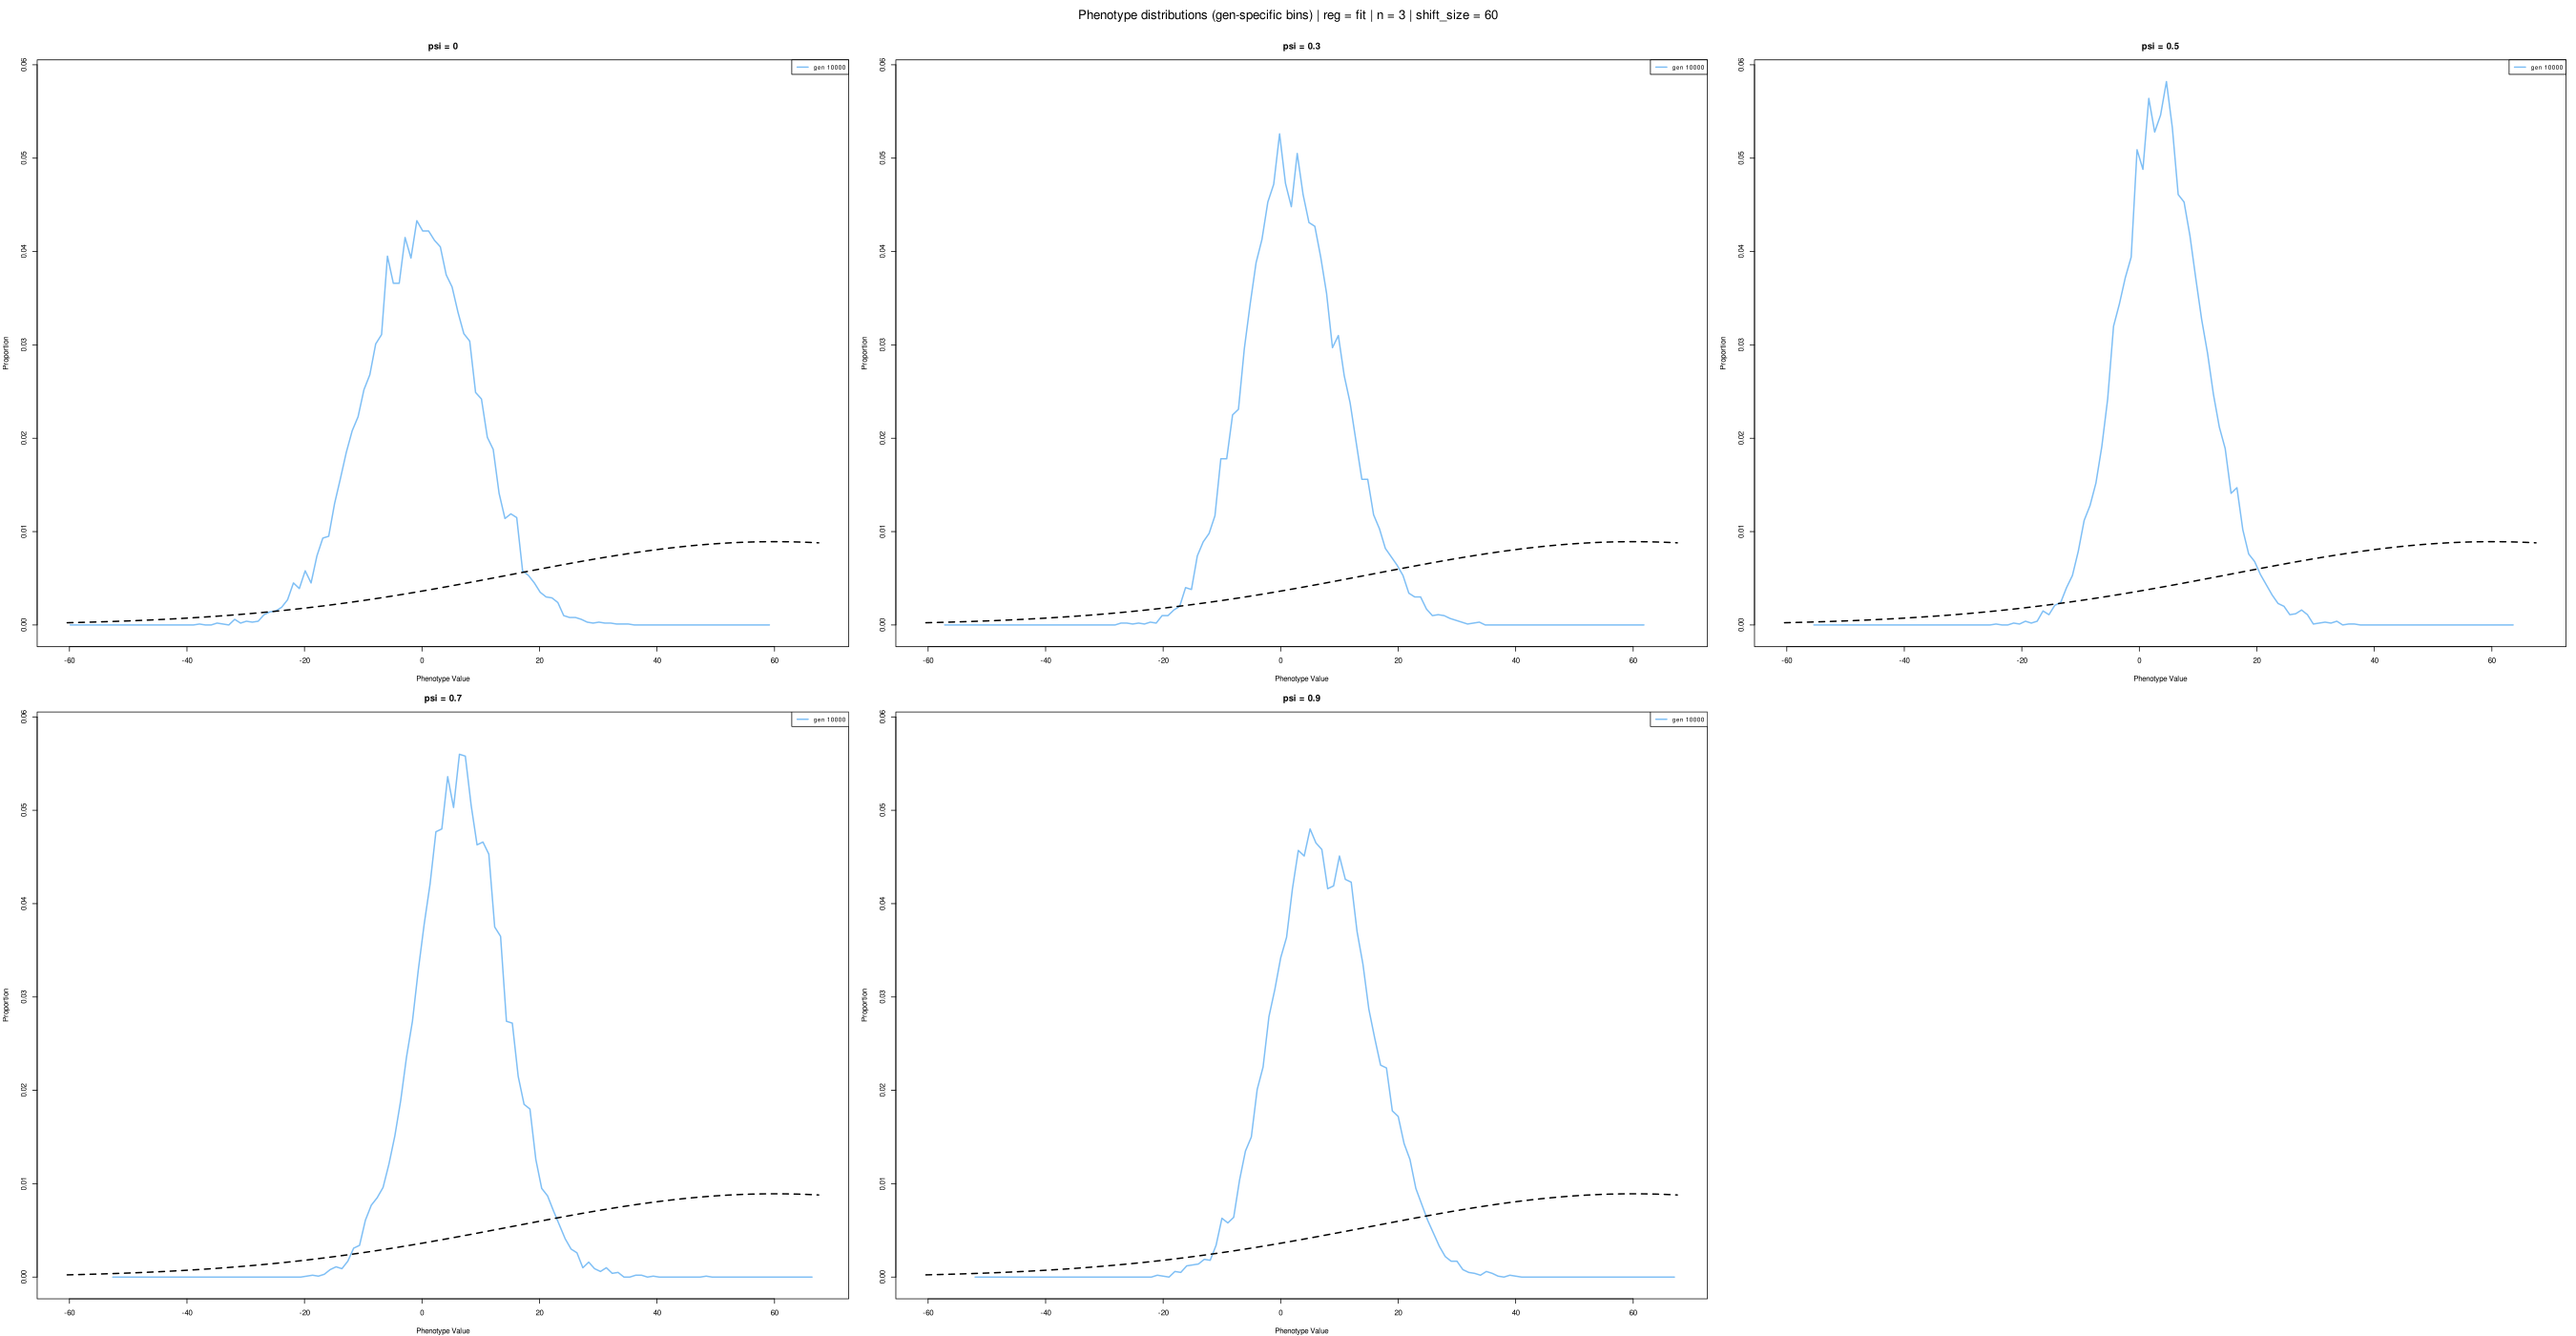 Phenotype distributions (gen-specific bins) | reg = fit | n = 3 | shift_size = 60
psi = 0
gen 10000
Proportion
0.06
0.05
0.04
0.03
0.02
0.01
0.00
-60 -40 -20 0 20 40 60
Phenotype Value
psi = 0.3
gen 10000
Proportion
0.06
0.05
0.04
0.03
0.02
0.01
0.00
-60 -40 -20 0 20 40 60
Phenotype Value
psi = 0.5
gen 10000
Proportion
0.06
0.05
0.04
0.03
0.02
0.01
0.00
-60 -40 -20 0 20 40 60
Phenotype Value
psi = 0.7
gen 10000
Proportion
0.06
0.05
0.04
0.03
0.02
0.01
0.00
-60 -40 -20 0 20 40 60
Phenotype Value
psi = 0.9
gen 10000
Proportion
0.06
0.05
0.04
0.03
0.02
0.01
0.00
-60 -40 -20 0 20 40 60
Phenotype Value